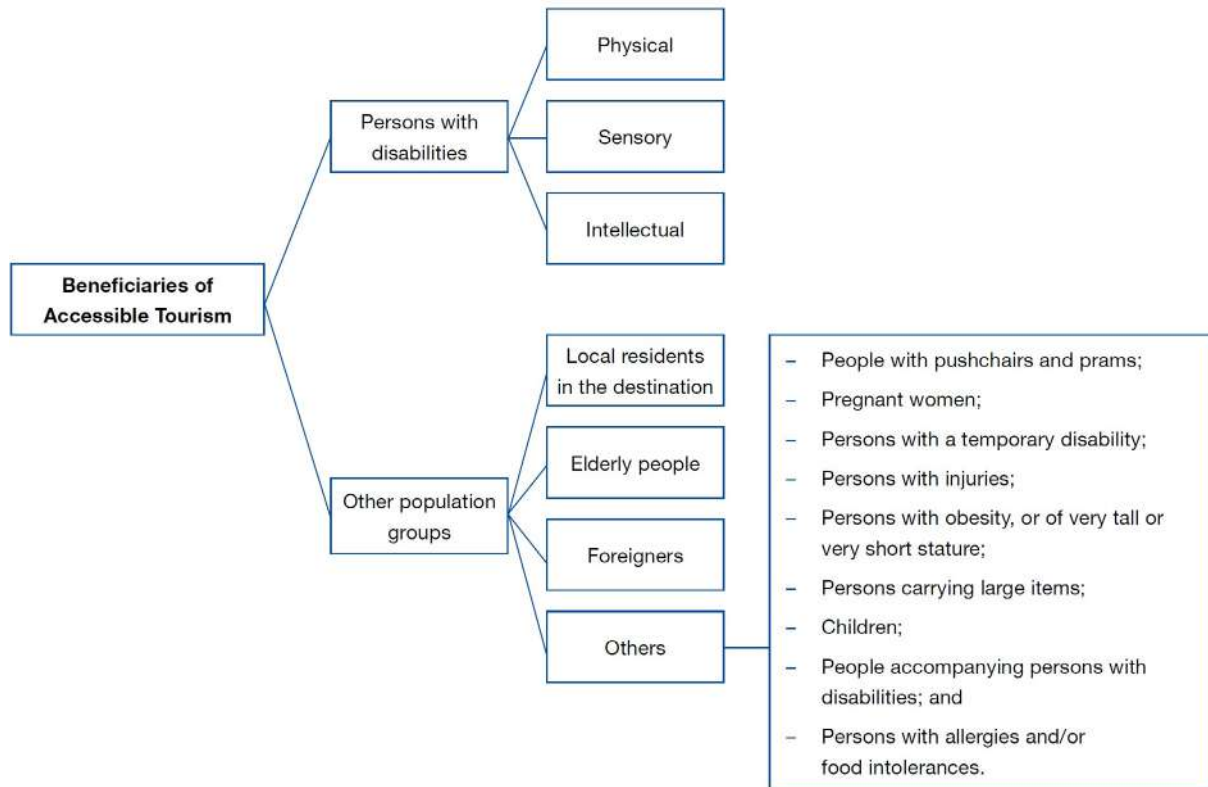 Beneficiaries of
Accessible Tourism
Persons with
disabilities
Physical
Sensory
Intellectual
Other population
groups
Local residents
in the destination
Elderly people
Foreigners
Others
– People with pushchairs and prams;
– Pregnant women;
– Persons with a temporary disability;
– Persons with injuries;
– Persons with obesity, or of very tall or
very short stature;
– Persons carrying large items;
– Children;
– People accompanying persons with
disabilities; and
– Persons with allergies and/or
food intolerances.